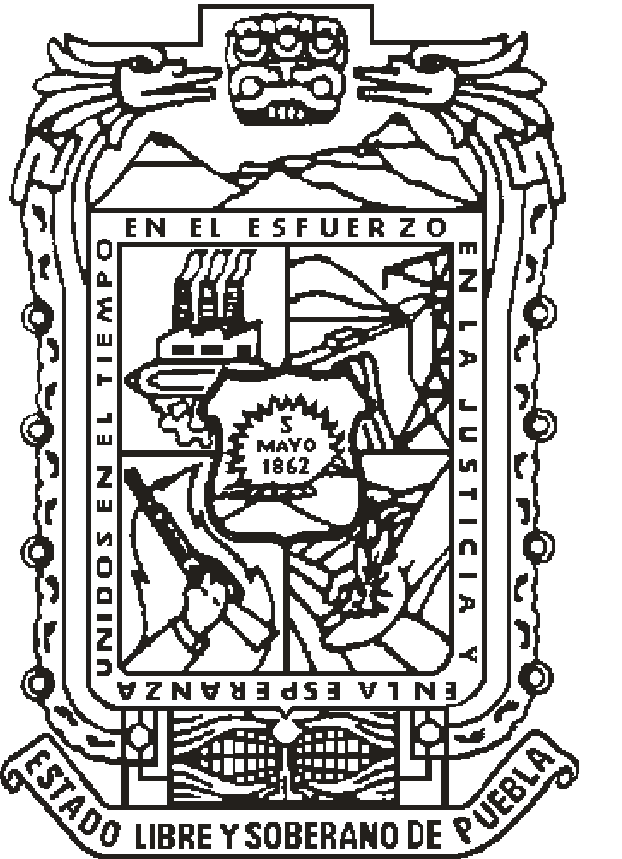 UNIDOS EN EL TIEMPO
EN EL ESFUERZO
EN LA JUSTICIA Y
EN LA ESPERANZA
5
MAYO
1862
ESTADO LIBRE Y SOBERANO DE PUEBLA